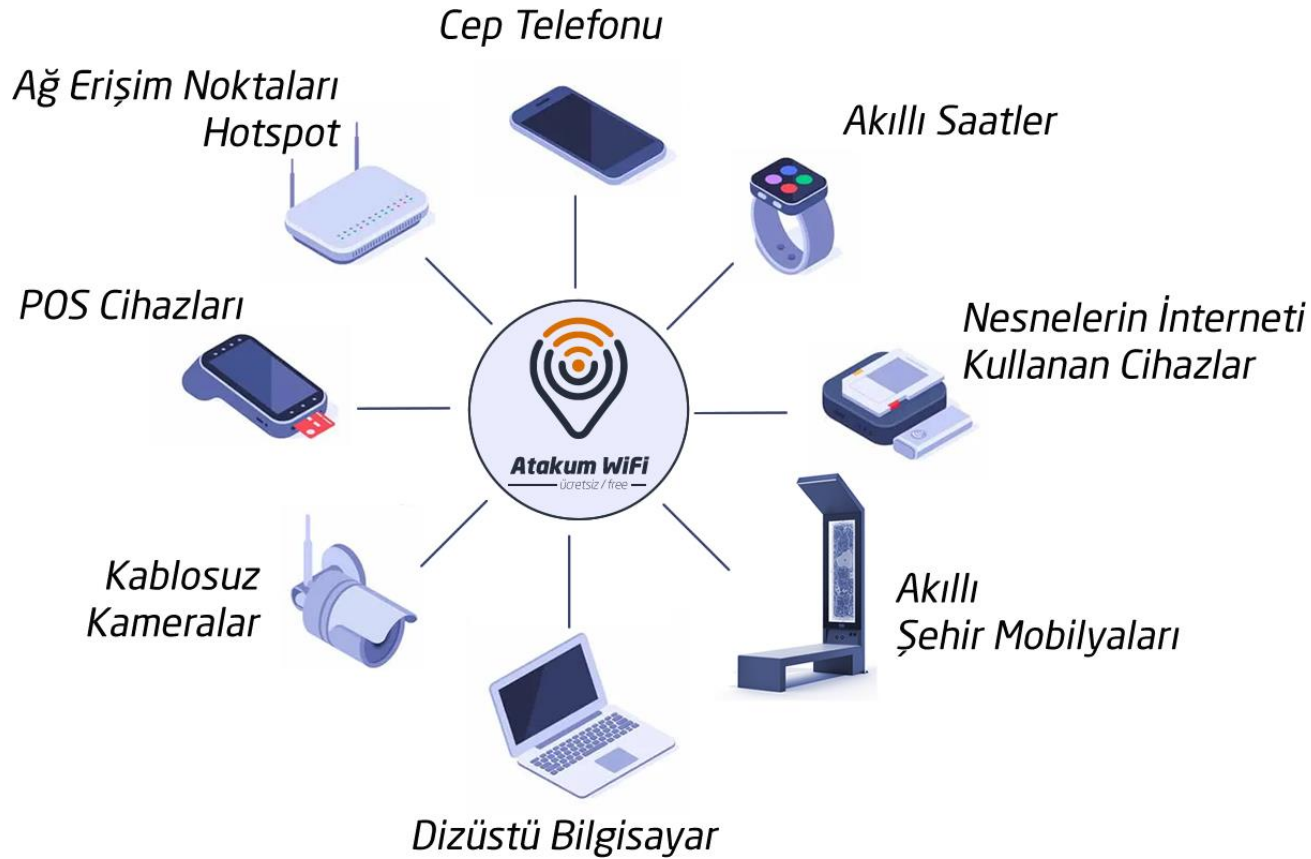 Cep Telefonu
Ağ Erişim Noktaları
Hotspot
Akıllı Saatler
POS Cihazları
Nesnelerin İnterneti
Kullanan Cihazlar
Atakum WiFi
ücretsiz / free
Kablosuz
Kameralar
Akıllı
Şehir Mobilyaları
Dizüstü Bilgisayar